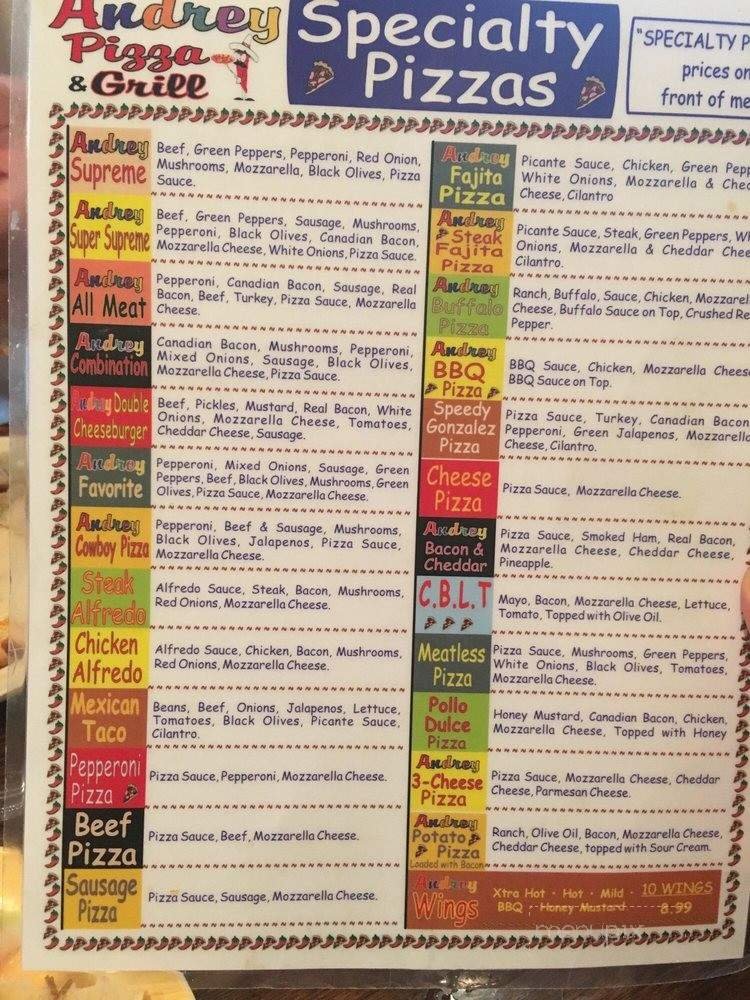 Andrey
Pizza
& Grill
Specialty
Pizzas
"SPECIALTY
prices on
front of
Andrey
Supreme
Beef, Green Peppers, Pepperoni, Red Onion,
Mushrooms, Mozzarella, Black Olives, Pizza
Sauce.
Andrey
Super Supreme
Beef, Green Peppers, Sausage, Mushrooms,
Pepperoni, Black Olives, Canadian Bacon,
Mozzarella Cheese, White Onions, Pizza Sauce.
Andrey
All Meat
Pepperoni, Canadian Bacon, Sausage, Real
Bacon, Beef, Turkey, Pizza Sauce, Mozzarella
Cheese.
Andrey
Combination
Canadian Bacon, Mushrooms, Pepperoni,
Mixed Onions, Sausage, Black Olives,
Mozzarella Cheese, Pizza Sauce.
Andrey Double
Cheeseburger
Beef, Pickles, Mustard, Real Bacon, White
Onions, Mozzarella Cheese, Tomatoes,
Cheddar Cheese, Sausage.
Andrey
Favorite
Pepperoni, Mixed Onions, Sausage, Green
Peppers, Beef, Black Olives, Mushrooms, Green
Olives, Pizza Sauce, Mozzarella Cheese.
Andrey
Cowboy Pizza
Pepperoni, Beef & Sausage, Mushrooms,
Black Olives, Jalapenos, Pizza Sauce,
Mozzarella Cheese.
Steak
Alfredo
Alfredo Sauce, Steak, Bacon, Mushrooms,
Red Onions, Mozzarella Cheese.
Chicken
Alfredo
Alfredo Sauce, Chicken, Bacon, Mushrooms,
Red Onions, Mozzarella Cheese.
Mexican
Taco
Beans, Beef, Onions, Jalapenos, Lettuce,
Tomatoes, Black Olives, Picante Sauce,
Cilantro.
Pepperoni
Pizza
Pizza Sauce, Pepperoni, Mozzarella Cheese.
Beef
Pizza
Pizza Sauce, Beef, Mozzarella Cheese.
Sausage
Pizza
Pizza Sauce, Sausage, Mozzarella Cheese.
Andrey
Fajita
Pizza
Picante Sauce, Chicken, Green
White Onions, Mozzarella &
Cheese, Cilantro
Andrey
Steak
Fajita
Pizza
Picante Sauce, Steak, Green Peppers,
Onions, Mozzarella & Cheddar
Cilantro.
Andrey
Buffalo
Pizza
Ranch, Buffalo, Sauce, Chicken,
Cheese, Buffalo Sauce on Top, Crushed
Pepper.
Andrey
BBQ
Pizza
BBQ Sauce, Chicken, Mozzarella Cheese
BBQ Sauce on Top.
Speedy
Gonzalez
Pizza
Pizza Sauce, Turkey, Canadian Bacon
Pepperoni, Green Jalapenos, Mozzarella
Cheese, Cilantro.
Cheese
Pizza
Pizza Sauce, Mozzarella Cheese.
Andrey
Bacon &
Cheddar
Pizza Sauce, Smoked Ham, Real Bacon,
Mozzarella Cheese, Cheddar Cheese,
Pineapple.
C.B.L.T
Mayo, Bacon, Mozzarella Cheese, Lettuce,
Tomato, Topped with Olive Oil.
Meatless
Pizza
Pizza Sauce, Mushrooms, Green Peppers,
White Onions, Black Olives, Tomatoes,
Mozzarella Cheese.
Pollo
Dulce
Pizza
Honey Mustard, Canadian Bacon, Chicken,
Mozzarella Cheese, Topped with Honey
Andrey
3-Cheese
Pizza
Pizza Sauce, Mozzarella Cheese, Cheddar
Cheese, Parmesan Cheese.
Andrey
Potato
Pizza
Loaded with Bacon
Ranch, Olive Oil, Bacon, Mozzarella Cheese,
Cheddar Cheese, topped with Sour Cream.
Andrey
Wings
Xtra Hot · Hot · Mild · 10 WINGS
BBQ · Honey Mustard 8.99